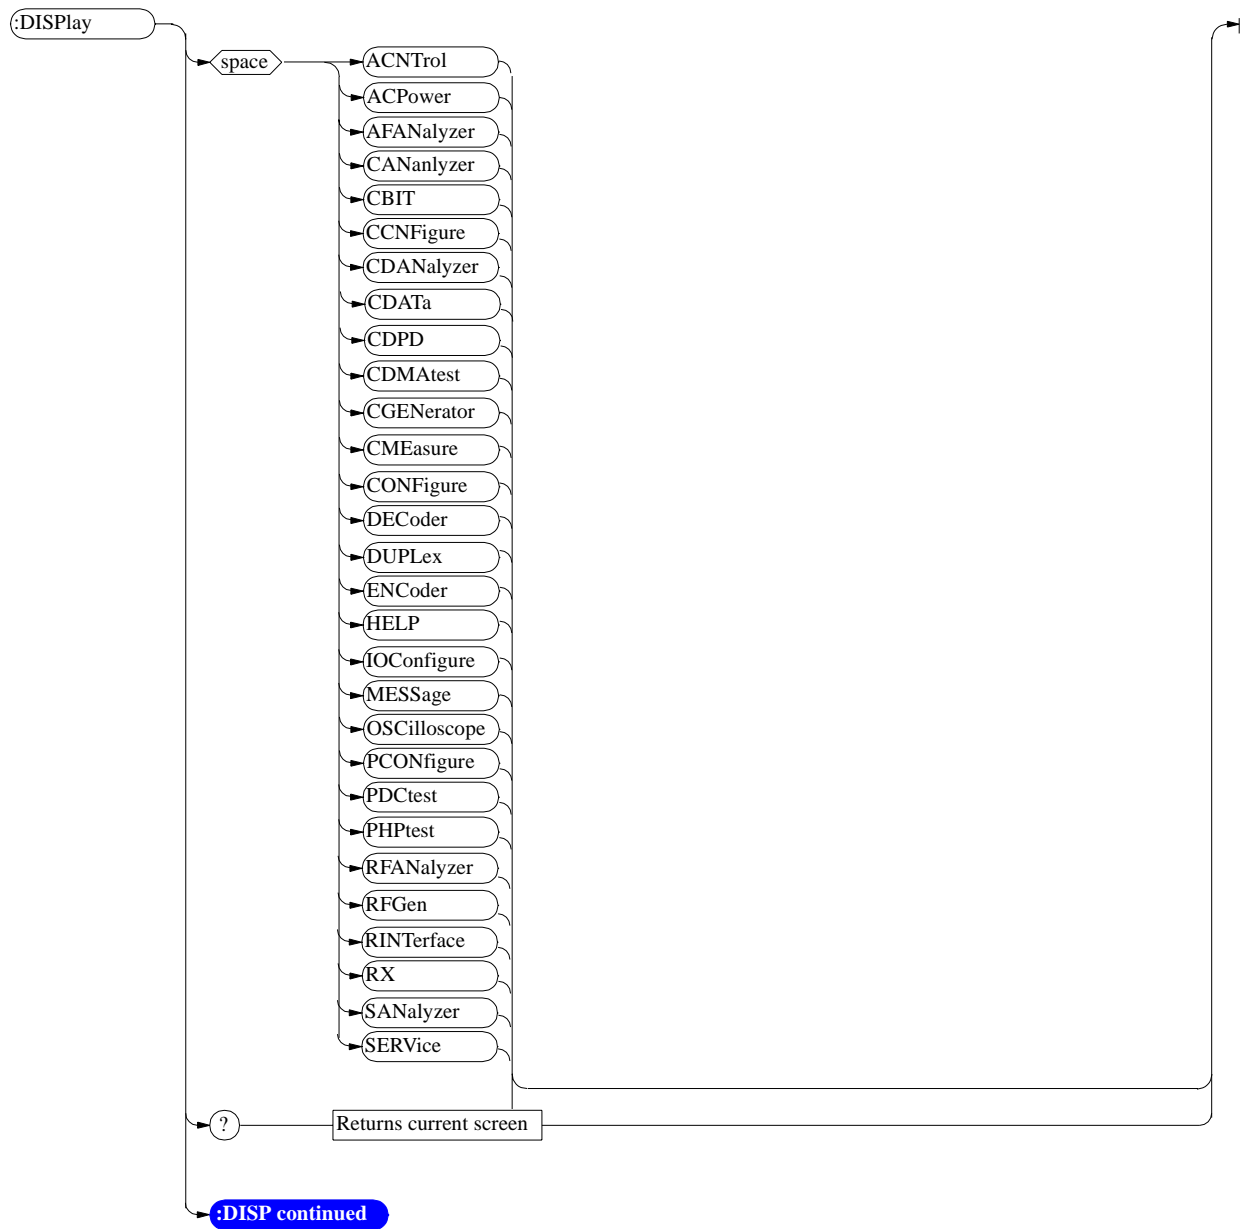 :DISPlay
space
ACNTrol
ACPower
AFANalyzer
CANanlyzer
CBIT
CCNFigure
CDANalyzer
CDATa
CDPD
CDMAtest
CGENerator
CMEasure
CONFigure
DECoder
DUPLex
ENCoder
HELP
IOConfigure
MESSage
OSCilloscope
PCONfigure
PDCtest
PHPtest
RFANalyzer
RFGen
RINTerface
RX
SANalyzer
SERVice
?
Returns current screen
:DISP continued